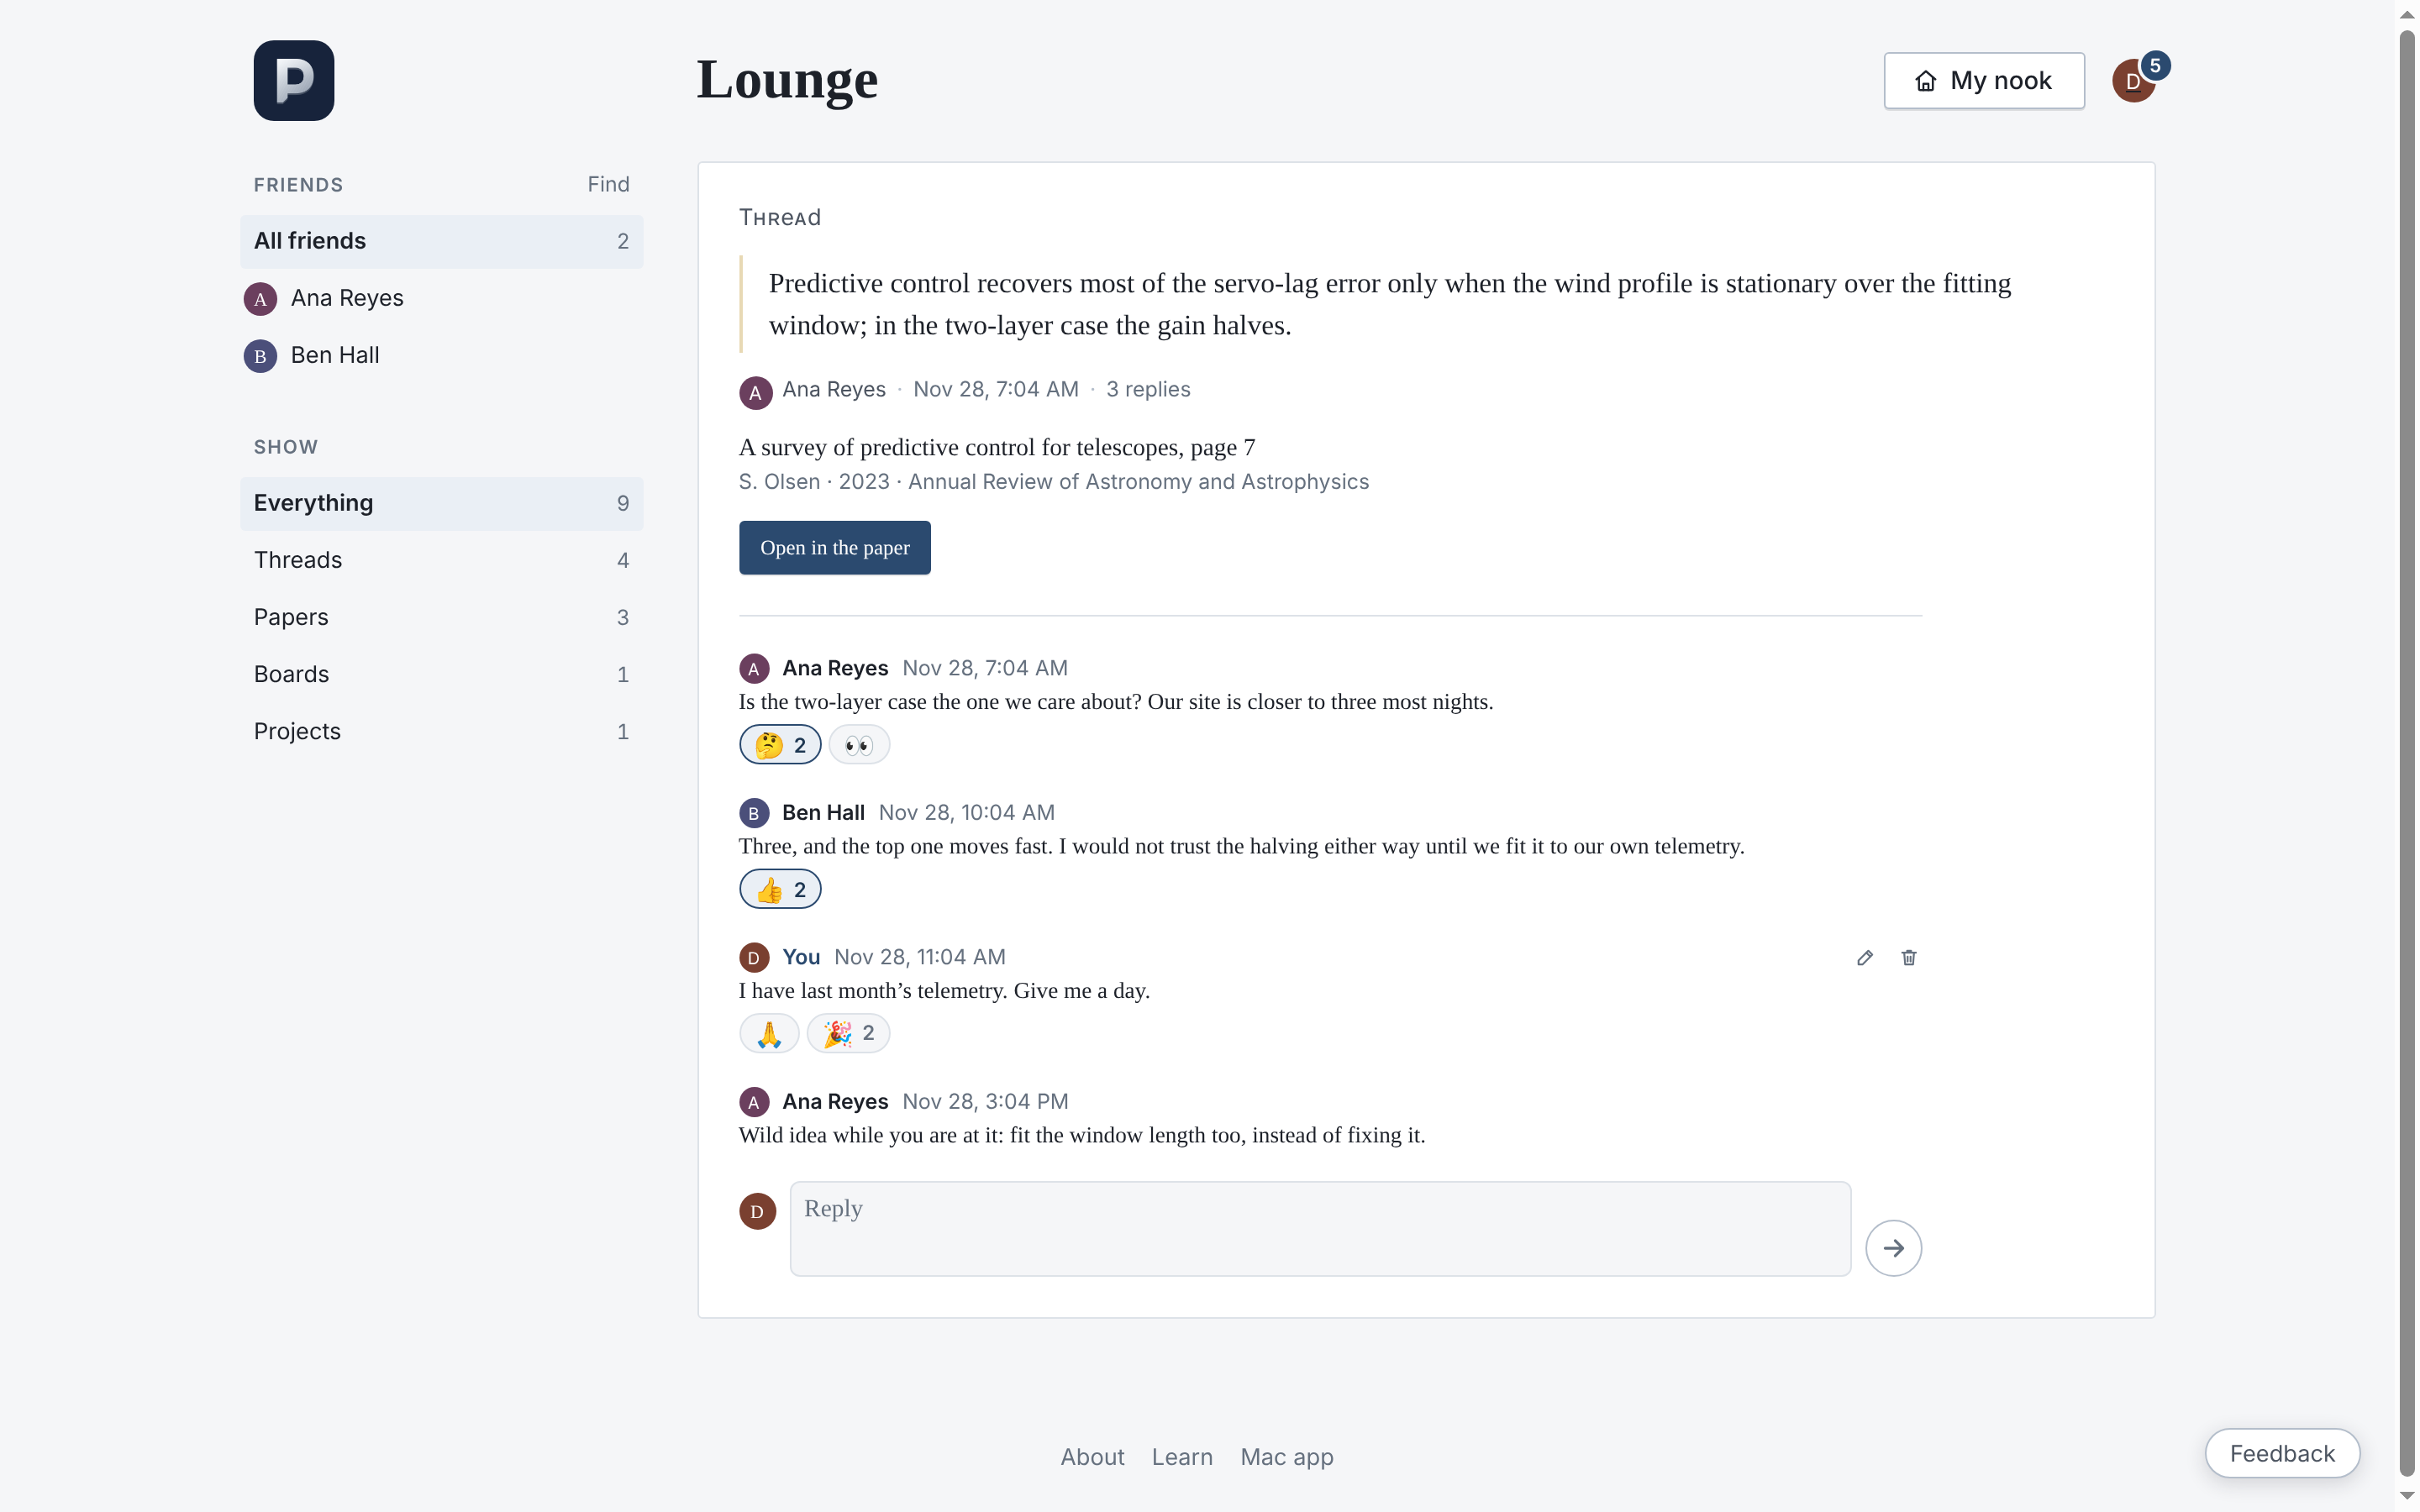 P
Lounge
My nook
D
5
FRIENDS
Find
All friends
2
A
Ana Reyes
B
Ben Hall
SHOW
Everything
9
Threads
4
Papers
3
Boards
1
Projects
1
Thread
Predictive control recovers most of the servo-lag error only when the wind profile is stationary over the fitting
window; in the two-layer case the gain halves.
A Ana Reyes · Nov 28, 7:04 AM · 3 replies
A survey of predictive control for telescopes, page 7
S. Olsen · 2023 · Annual Review of Astronomy and Astrophysics
Open in the paper
A Ana Reyes Nov 28, 7:04 AM
Is the two-layer case the one we care about? Our site is closer to three most nights.
🤔 2 👀
B Ben Hall Nov 28, 10:04 AM
Three, and the top one moves fast. I would not trust the halving either way until we fit it to our own telemetry.
👍 2
D You Nov 28, 11:04 AM
I have last month’s telemetry. Give me a day.
🙏 🎉 2
A Ana Reyes Nov 28, 3:04 PM
Wild idea while you are at it: fit the window length too, instead of fixing it.
D
Reply
About Learn Mac app
Feedback